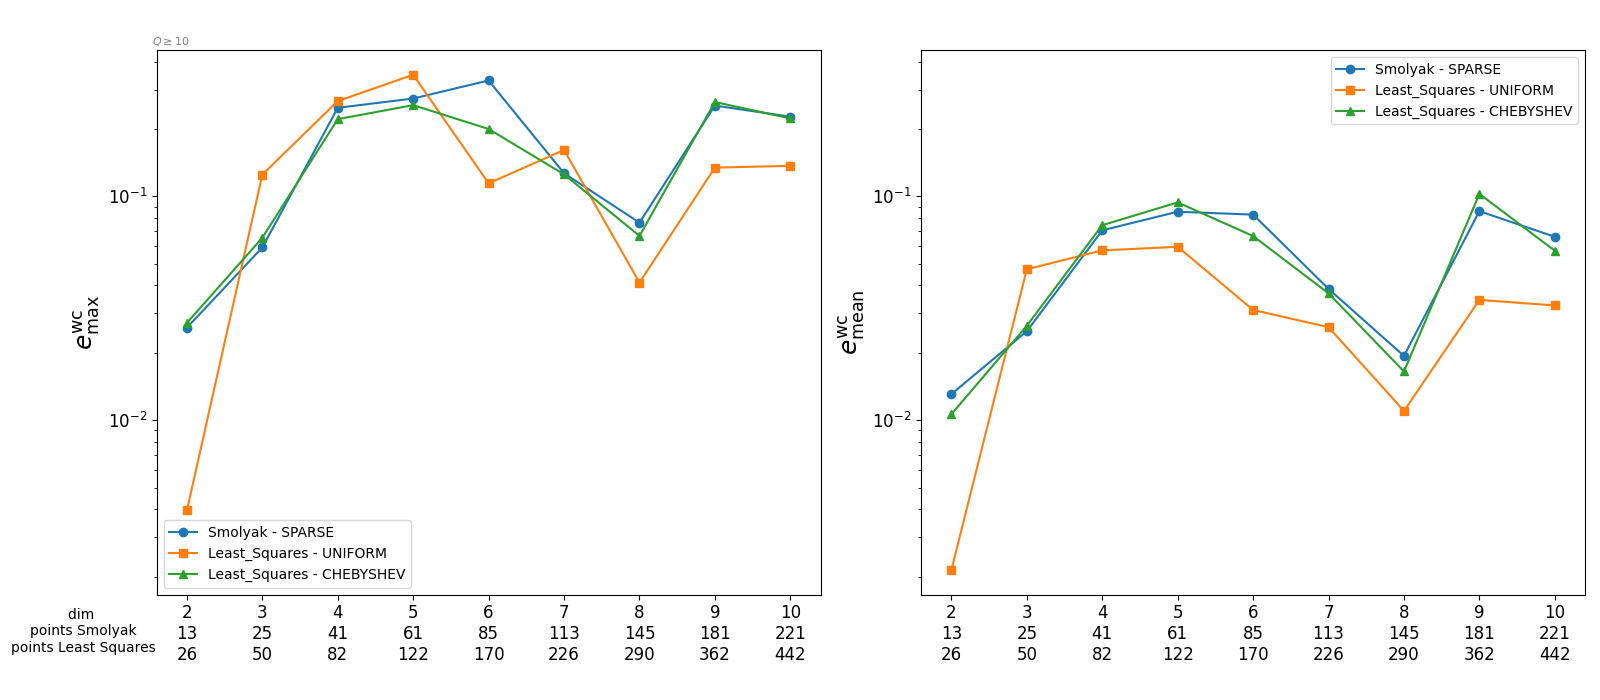 Q ≥ 10
10⁻¹
10⁻²
e^wc_max
Smolyak - SPARSE
Least_Squares - UNIFORM
Least_Squares - CHEBYSHEV
dim 2 3 4 5 6 7 8 9 10
points Smolyak 13 25 41 61 85 113 145 181 221
points Least Squares 26 50 82 122 170 226 290 362 442
Smolyak - SPARSE
Least_Squares - UNIFORM
Least_Squares - CHEBYSHEV
10⁻¹
10⁻²
e^wc_mean
2 3 4 5 6 7 8 9 10
13 25 41 61 85 113 145 181 221
26 50 82 122 170 226 290 362 442